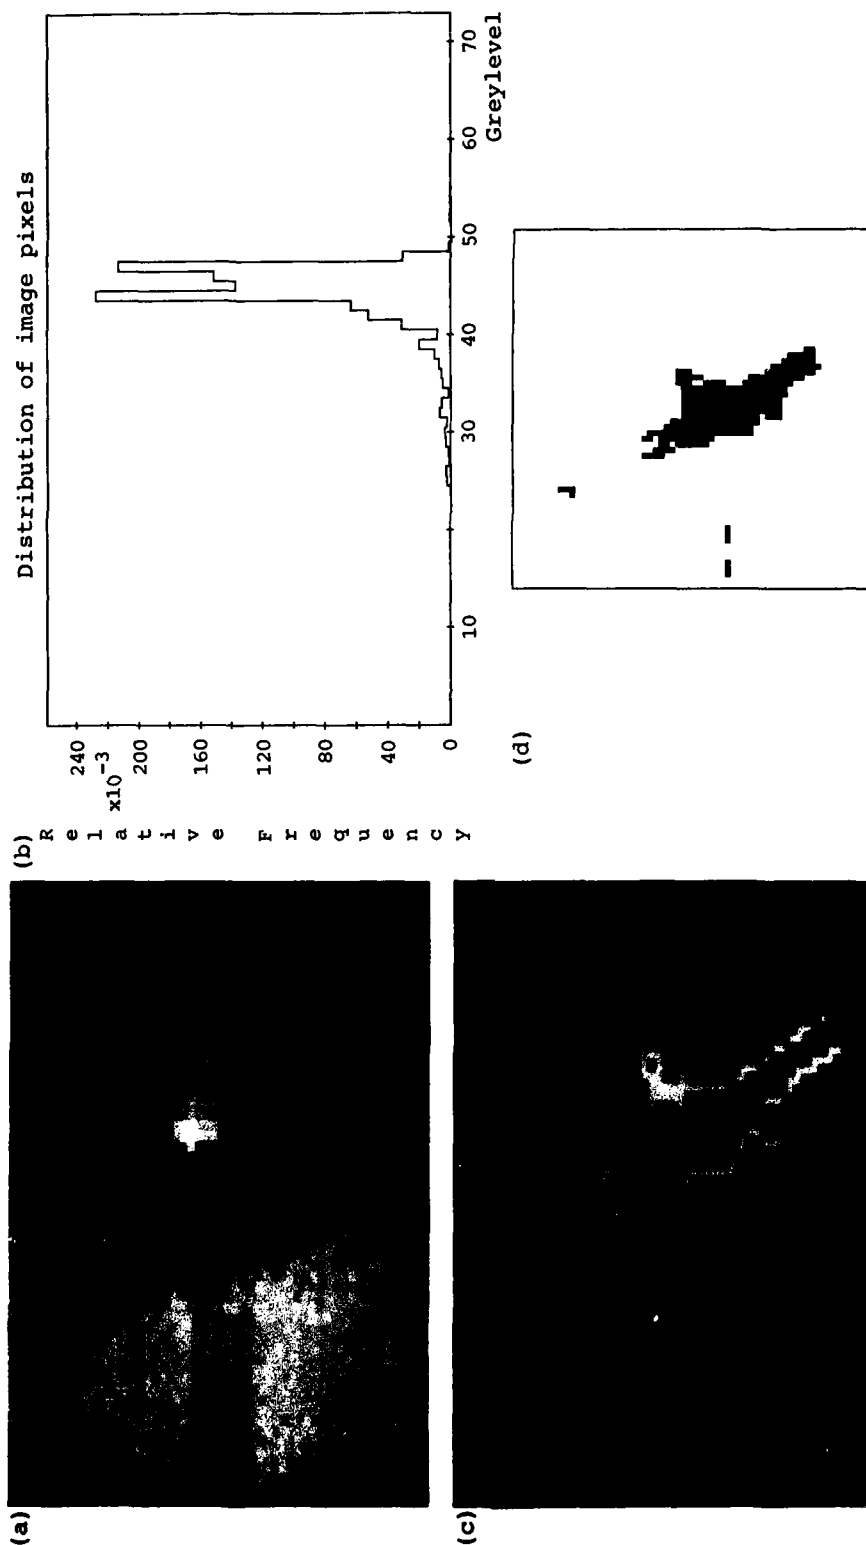 (a)
(b)
Distribution of image pixels
Relative Frequency
x10-3
240
200
160
120
80
40
0
10
30
40
50
60
70
Greylevel
(c)
(d)